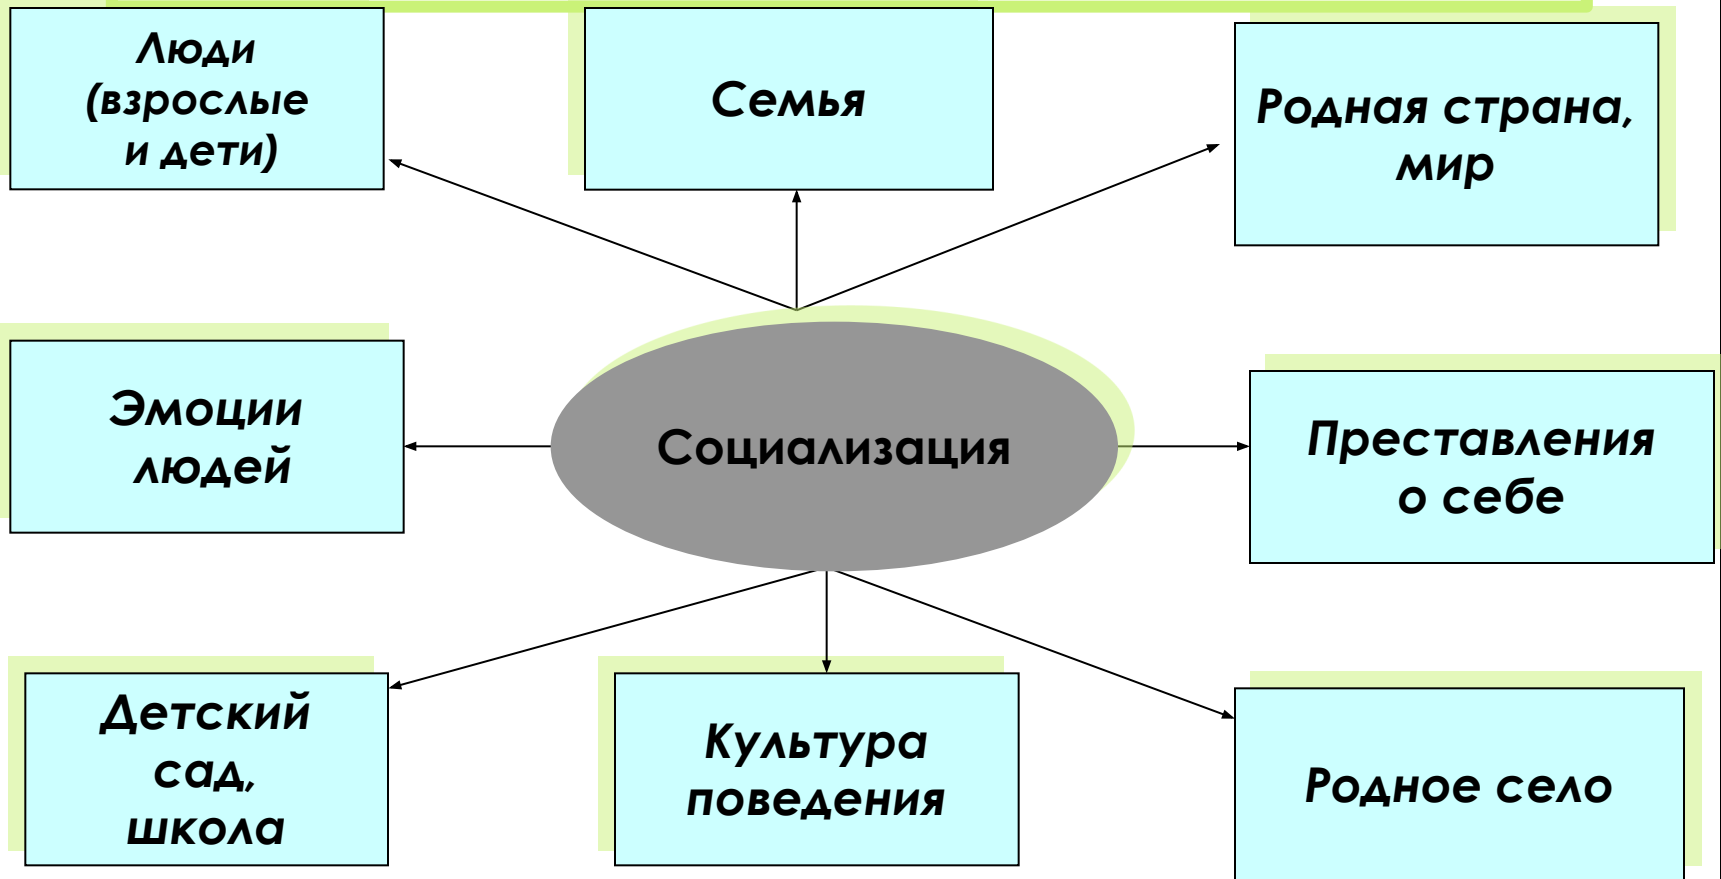 Люди
(взрослые
и дети)
Семья
Родная страна,
мир
Эмоции
людей
Социализация
Преставления
о себе
Детский
сад,
школа
Культура
поведения
Родное село